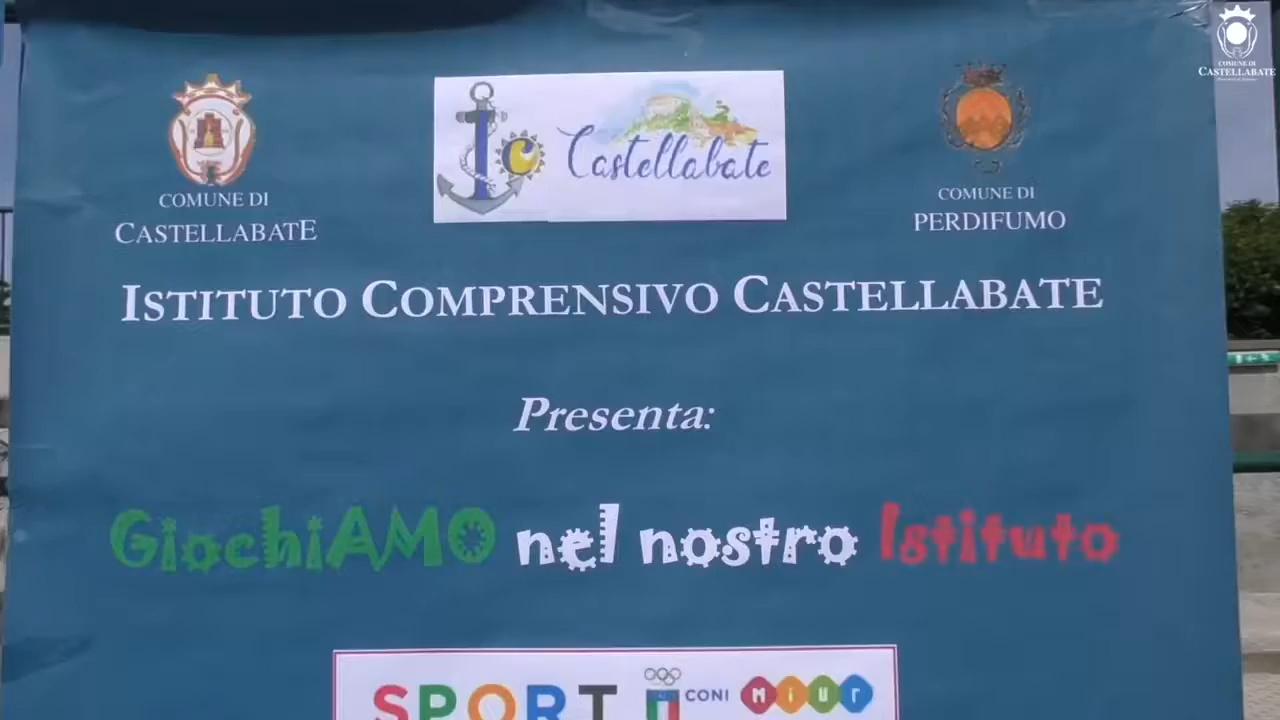 COMUNE DI
CASTELLABATE
COMUNE DI
CASTELLABATE
Ic Castellabate
COMUNE DI
PERDIFUMO
ISTITUTO COMPRENSIVO CASTELLABATE
Presenta:
GiochiAMO nel nostro Istituto
SPORT CONI MIUR